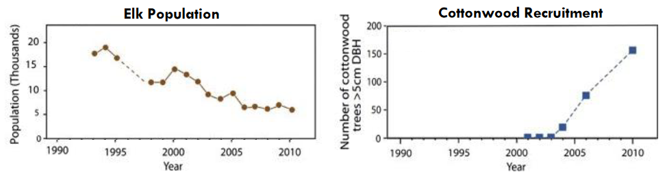 Elk Population
Population (Thousands)
20
15
10
5
0
1990
1995
2000
2005
2010
Year
Cottonwood Recruitment
Number of cottonwood
trees >5cm DBH
200
150
100
50
0
1990
1995
2000
2005
2010
Year